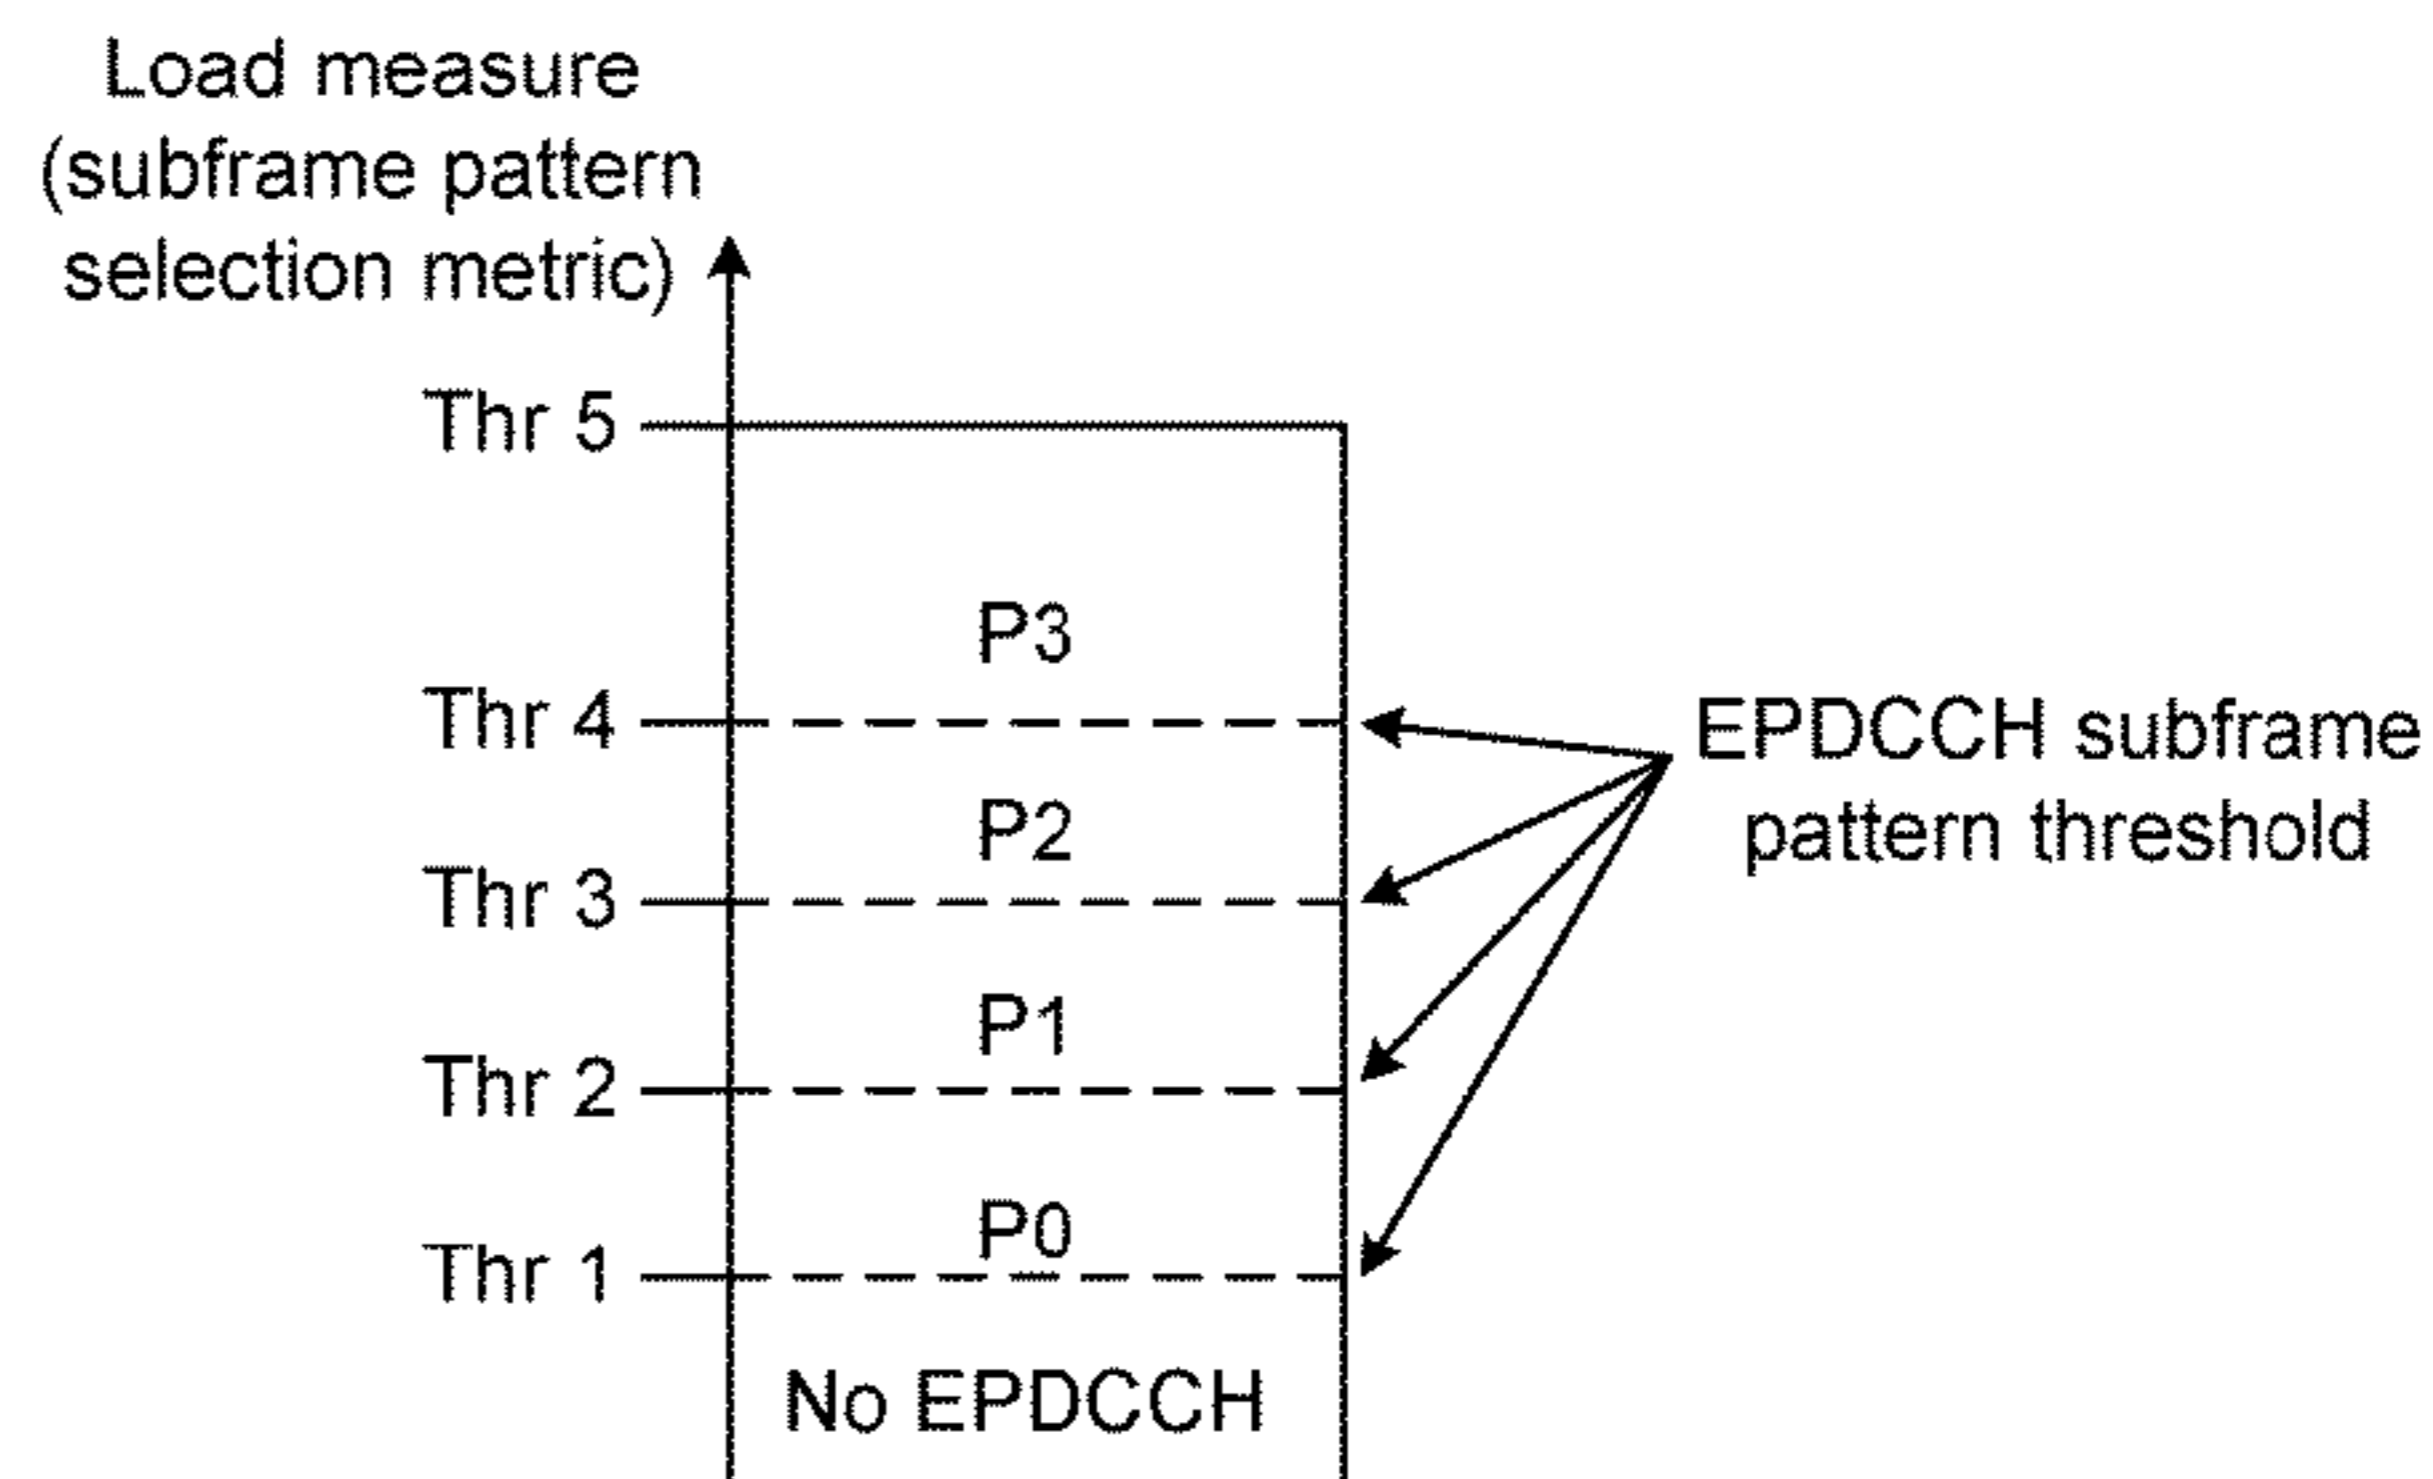 Load measure
(subframe pattern
selection metric)
Thr 5
P3
Thr 4
EPDCCH subframe
pattern threshold
P2
Thr 3
P1
Thr 2
P0
Thr 1
No EPDCCH